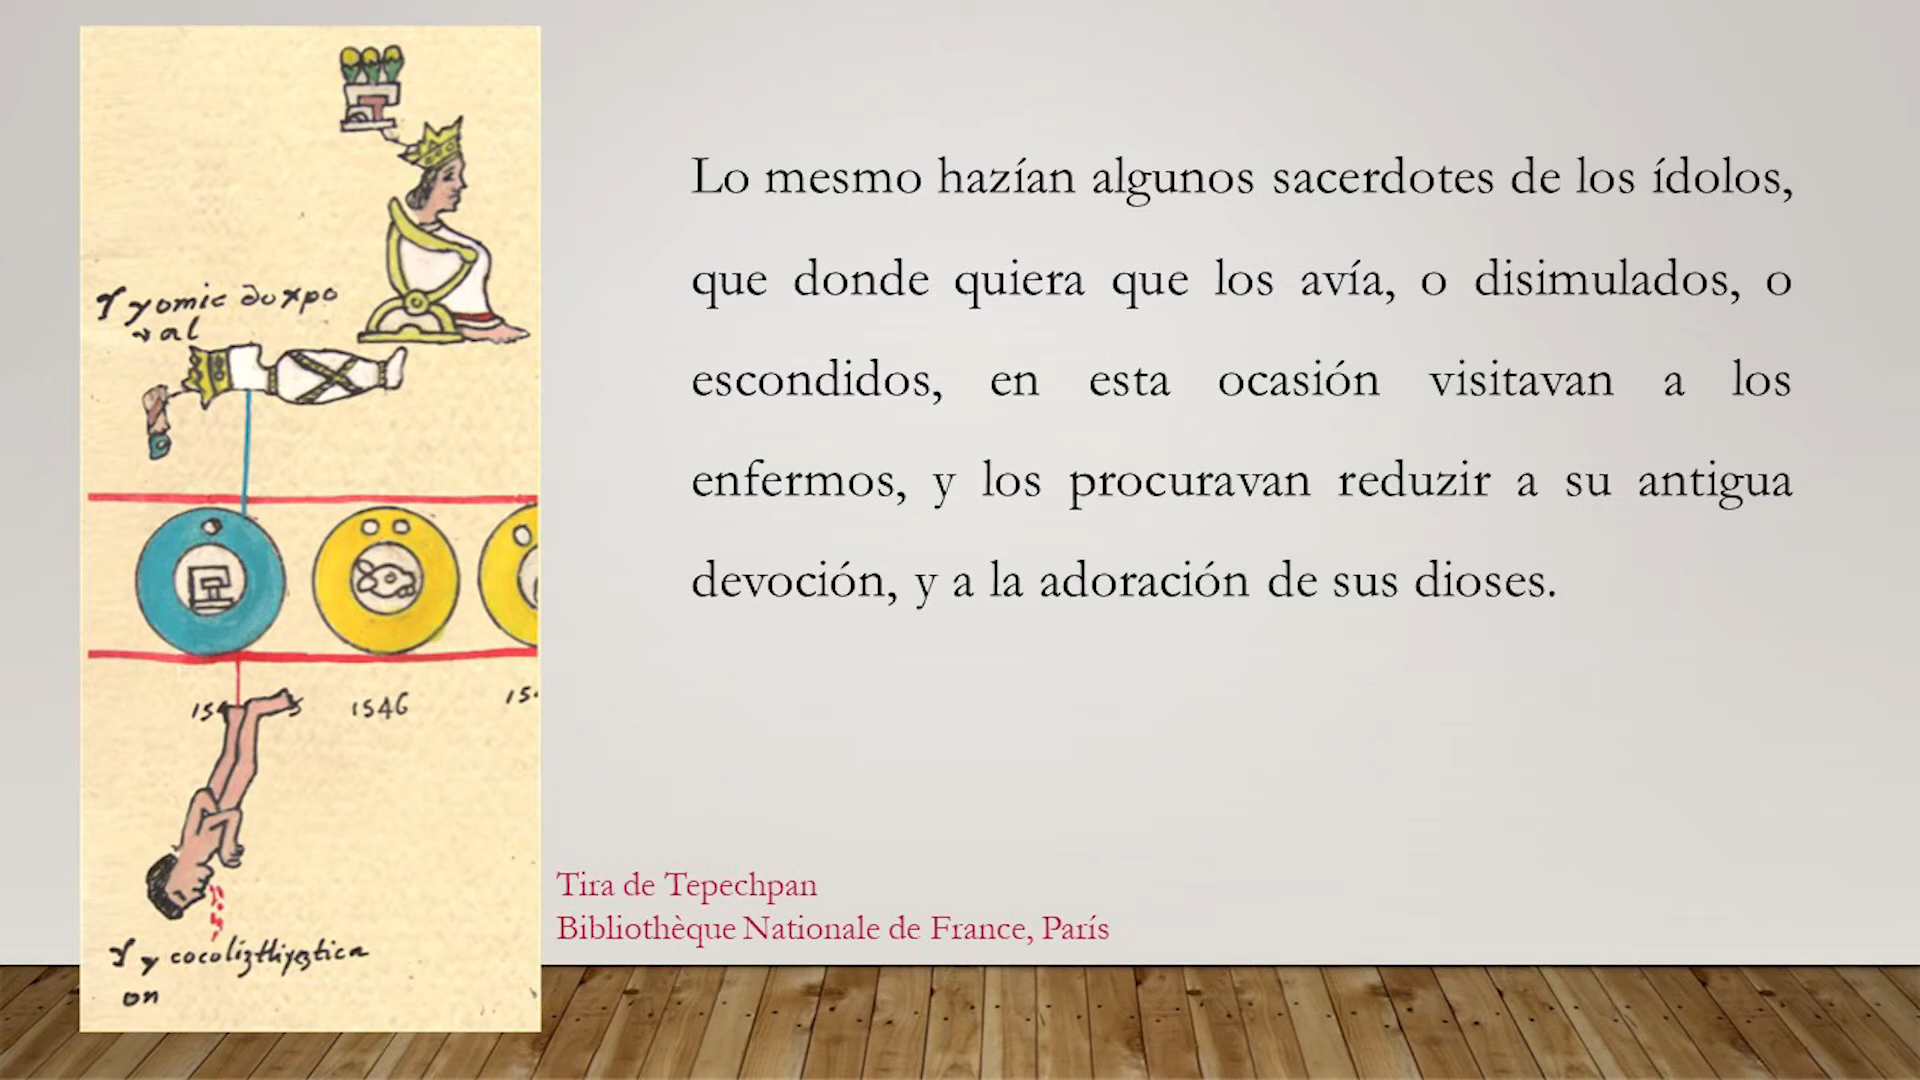 yomic don xpo
val
1546
y cocoliztli yqtica
on
Lo mesmo hazían algunos sacerdotes de los ídolos,
que donde quiera que los avía, o disimulados, o
escondidos, en esta ocasión visitavan a los
enfermos, y los procuravan reduzir a su antigua
devoción, y a la adoración de sus dioses.
Tira de Tepechpan
Bibliothèque Nationale de France, París